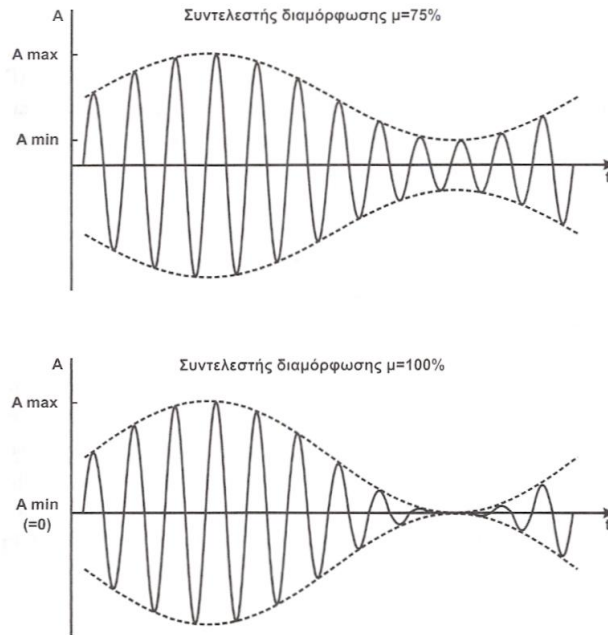 A
Συντελεστής διαμόρφωσης μ=75%
A max
A min
t
A
Συντελεστής διαμόρφωσης μ=100%
A max
A min
(=0)
t